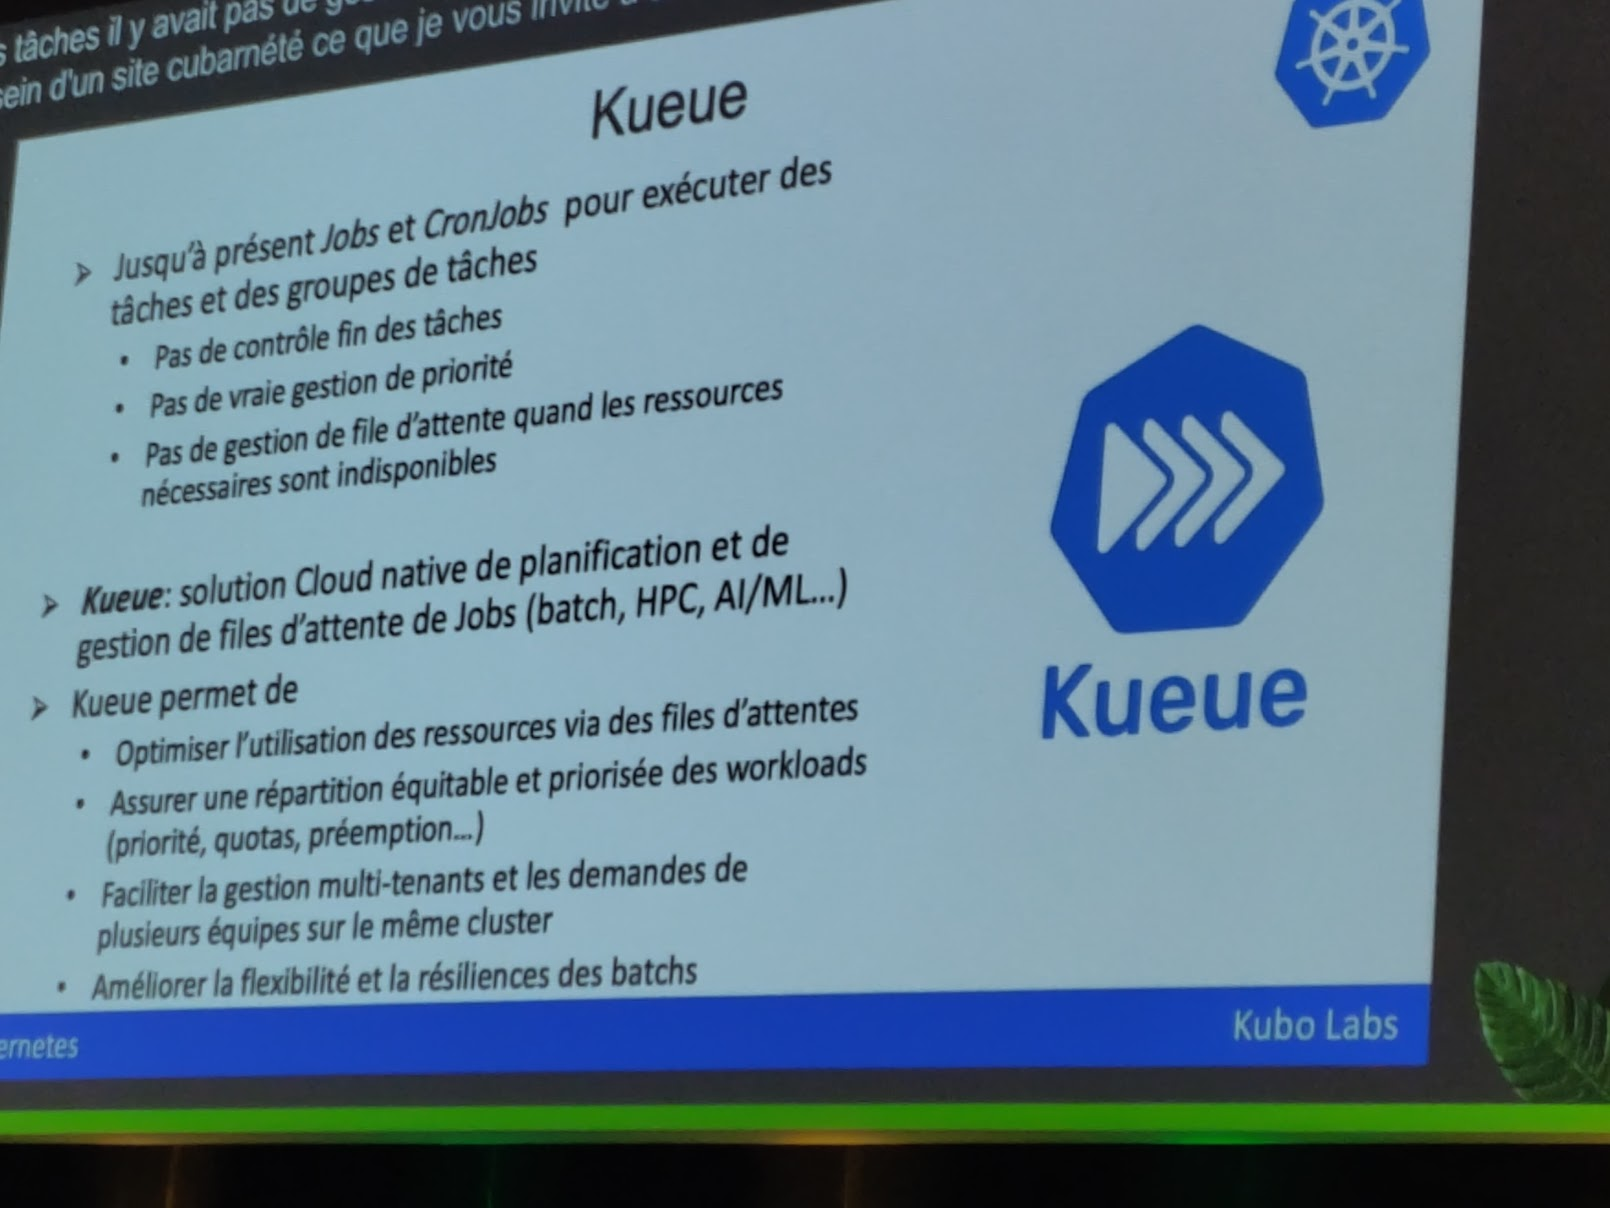 tâches il y avait pas de
sein d'un site cubarnété ce que je vous invite
Kueue
Jusqu'à présent Jobs et CronJobs pour exécuter des
tâches et des groupes de tâches
Pas de contrôle fin des tâches
Pas de vraie gestion de priorité
Pas de gestion de file d'attente quand les ressources
nécessaires sont indisponibles
Kueue: solution Cloud native de planification et de
gestion de files d'attente de Jobs (batch, HPC, AI/ML...)
Kueue permet de
Optimiser l'utilisation des ressources via des files d'attentes
Assurer une répartition équitable et priorisée des workloads
(priorité, quotas, préemption...)
Faciliter la gestion multi-tenants et les demandes de
plusieurs équipes sur le même cluster
Améliorer la flexibilité et la résiliences des batchs
Kueue
ernetes
Kubo Labs